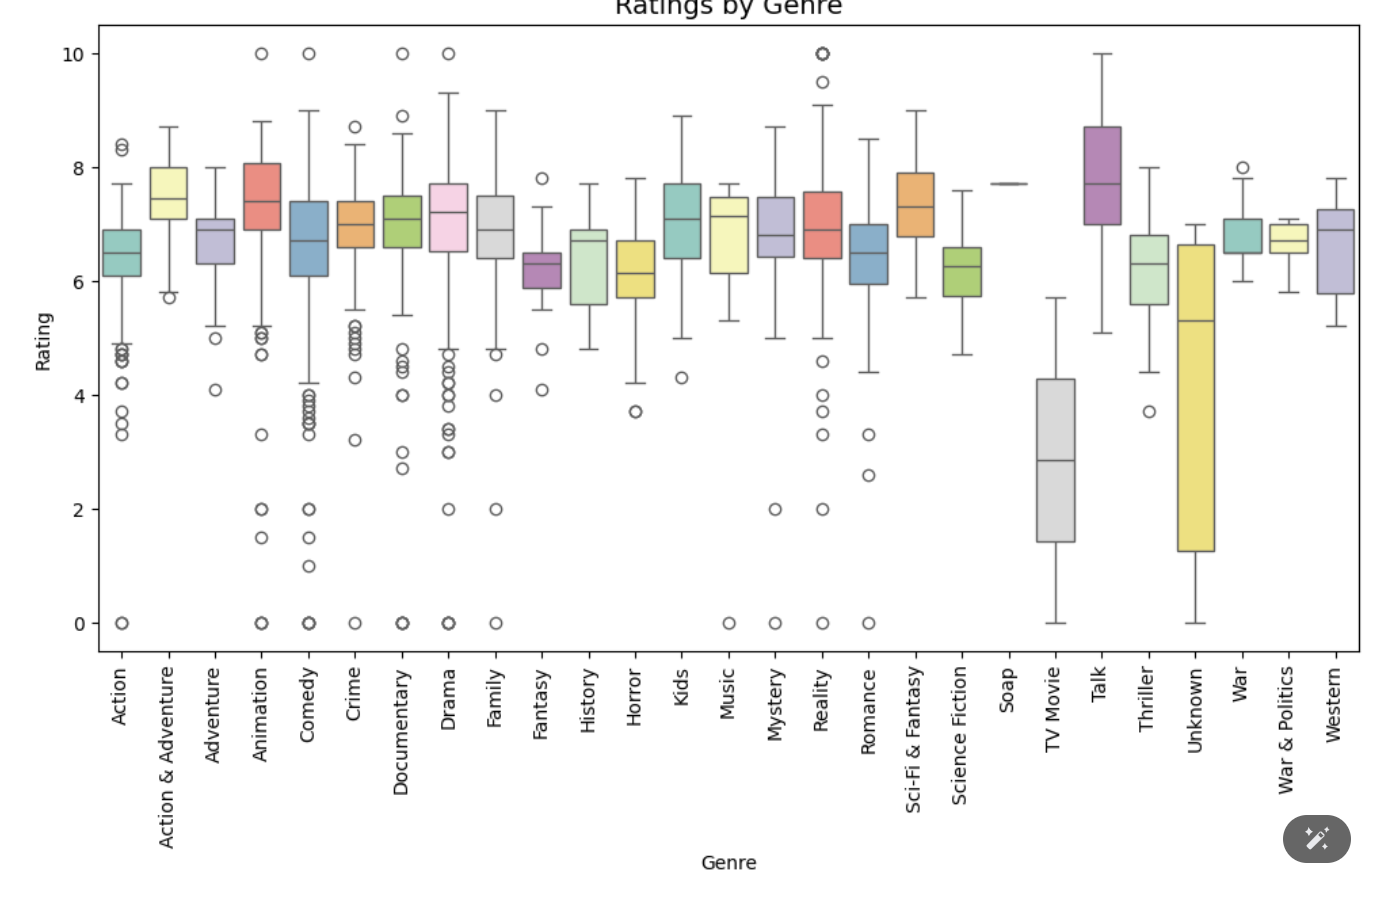 Ratings by Genre
10
8
6
4
2
0
Rating
Action
Action & Adventure
Adventure
Animation
Comedy
Crime
Documentary
Drama
Family
Fantasy
History
Horror
Kids
Music
Mystery
Reality
Romance
Sci-Fi & Fantasy
Science Fiction
Soap
TV Movie
Talk
Thriller
Unknown
War
War & Politics
Western
Genre